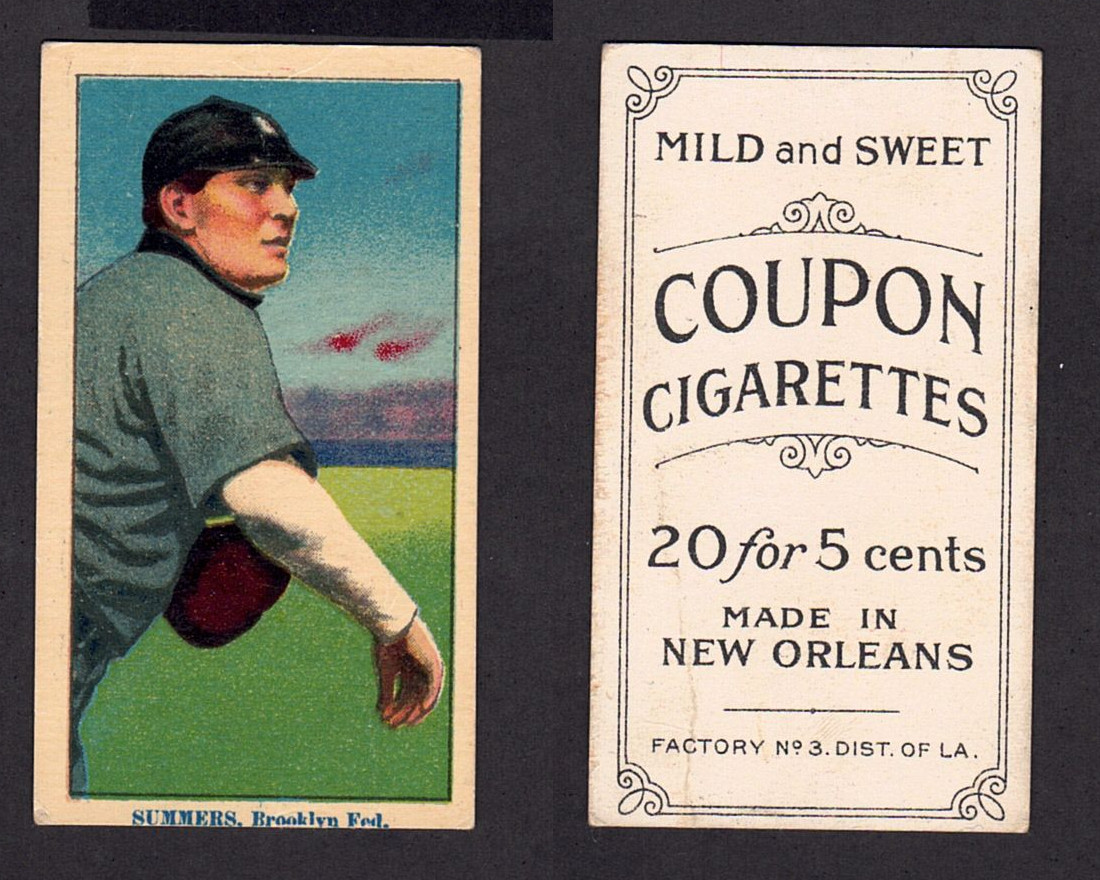 SUMMERS, Brooklyn Fed.
MILD and SWEET
COUPON
CIGARETTES
20 for 5 cents
MADE IN
NEW ORLEANS
FACTORY Nº 3. DIST. OF LA.